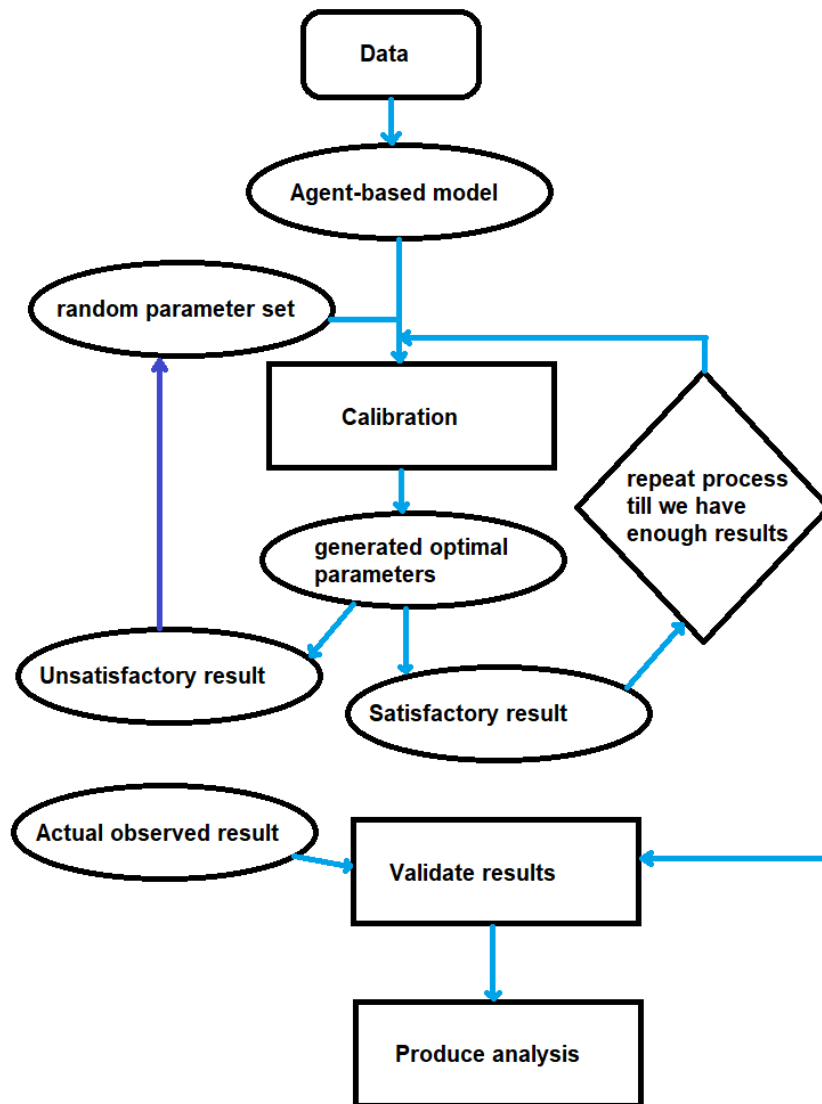 Data
Agent-based model
random parameter set
Calibration
repeat process
till we have
enough results
generated optimal
parameters
Unsatisfactory result
Satisfactory result
Actual observed result
Validate results
Produce analysis